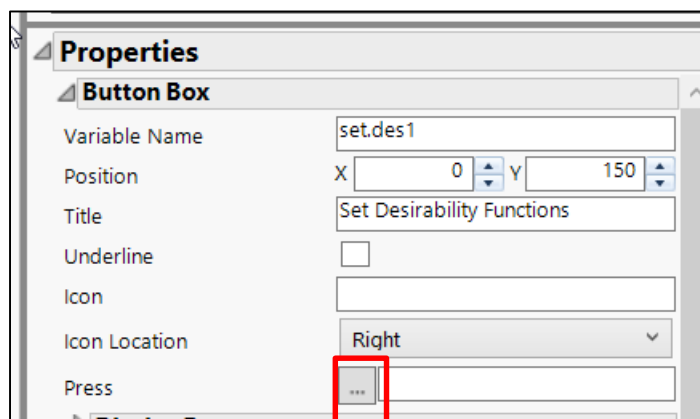 Properties
Button Box
Variable Name set.des1
Position X 0 Y 150
Title Set Desirability Functions
Underline
Icon
Icon Location Right
Press ...